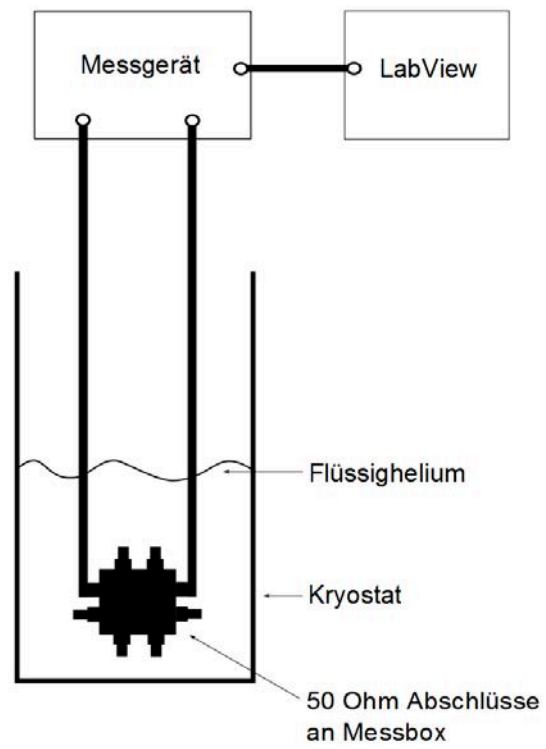 Messgerät
LabView
Flüssighelium
Kryostat
50 Ohm Abschlüsse
an Messbox